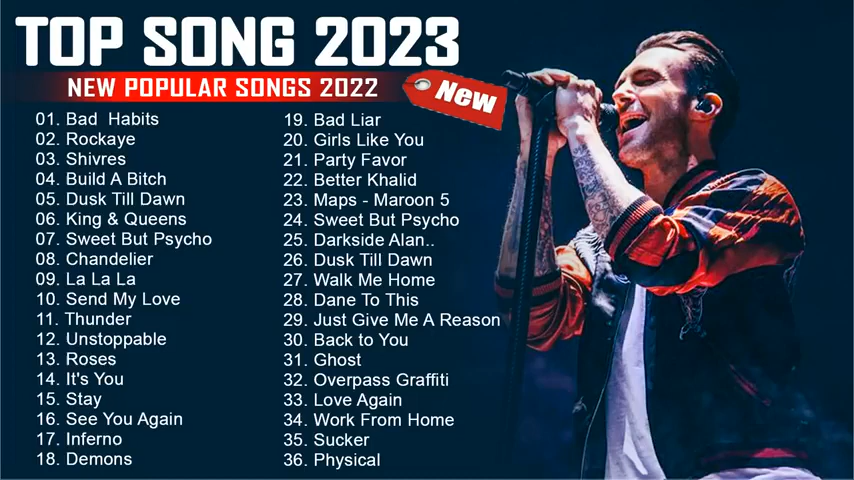 TOP SONG 2023
NEW POPULAR SONGS 2022
New
01. Bad Habits
02. Rockaye
03. Shivres
04. Build A Bitch
05. Dusk Till Dawn
06. King & Queens
07. Sweet But Psycho
08. Chandelier
09. La La La
10. Send My Love
11. Thunder
12. Unstoppable
13. Roses
14. It's You
15. Stay
16. See You Again
17. Inferno
18. Demons
19. Bad Liar
20. Girls Like You
21. Party Favor
22. Better Khalid
23. Maps - Maroon 5
24. Sweet But Psycho
25. Darkside Alan..
26. Dusk Till Dawn
27. Walk Me Home
28. Dane To This
29. Just Give Me A Reason
30. Back to You
31. Ghost
32. Overpass Graffiti
33. Love Again
34. Work From Home
35. Sucker
36. Physical